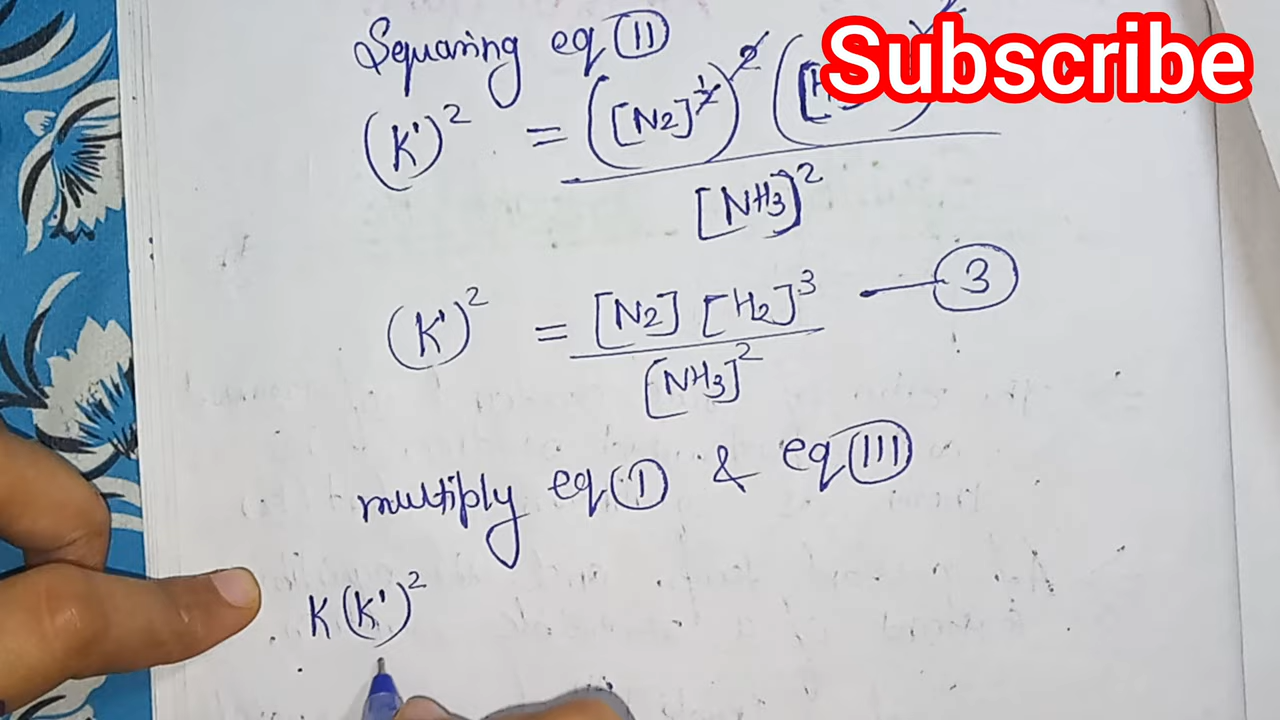 Subscribe
Squaring eq (II)
(K')² = ([N2]^1/2)² ([H
[NH3]²
(K')² = [N2] [H2]³ — 3
[NH3]²
multiply eq (I) & eq (III)
K (K')²